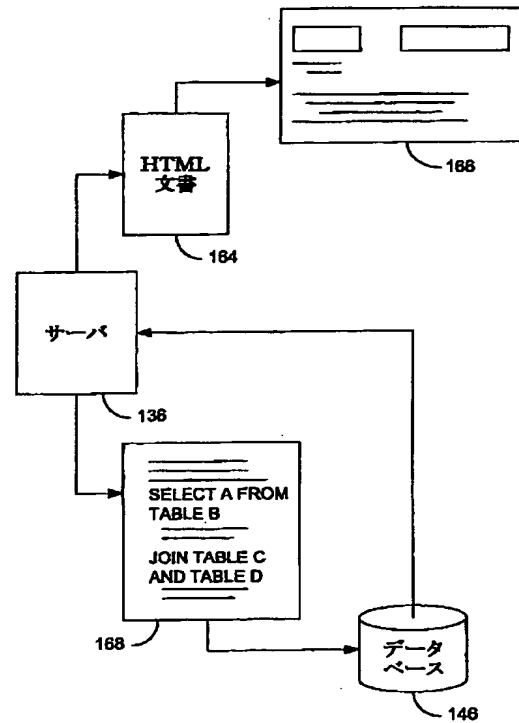 166
HTML
文書
164
サーバ
136
SELECT A FROM
TABLE B
JOIN TABLE C
AND TABLE D
168
データ
ベース
146